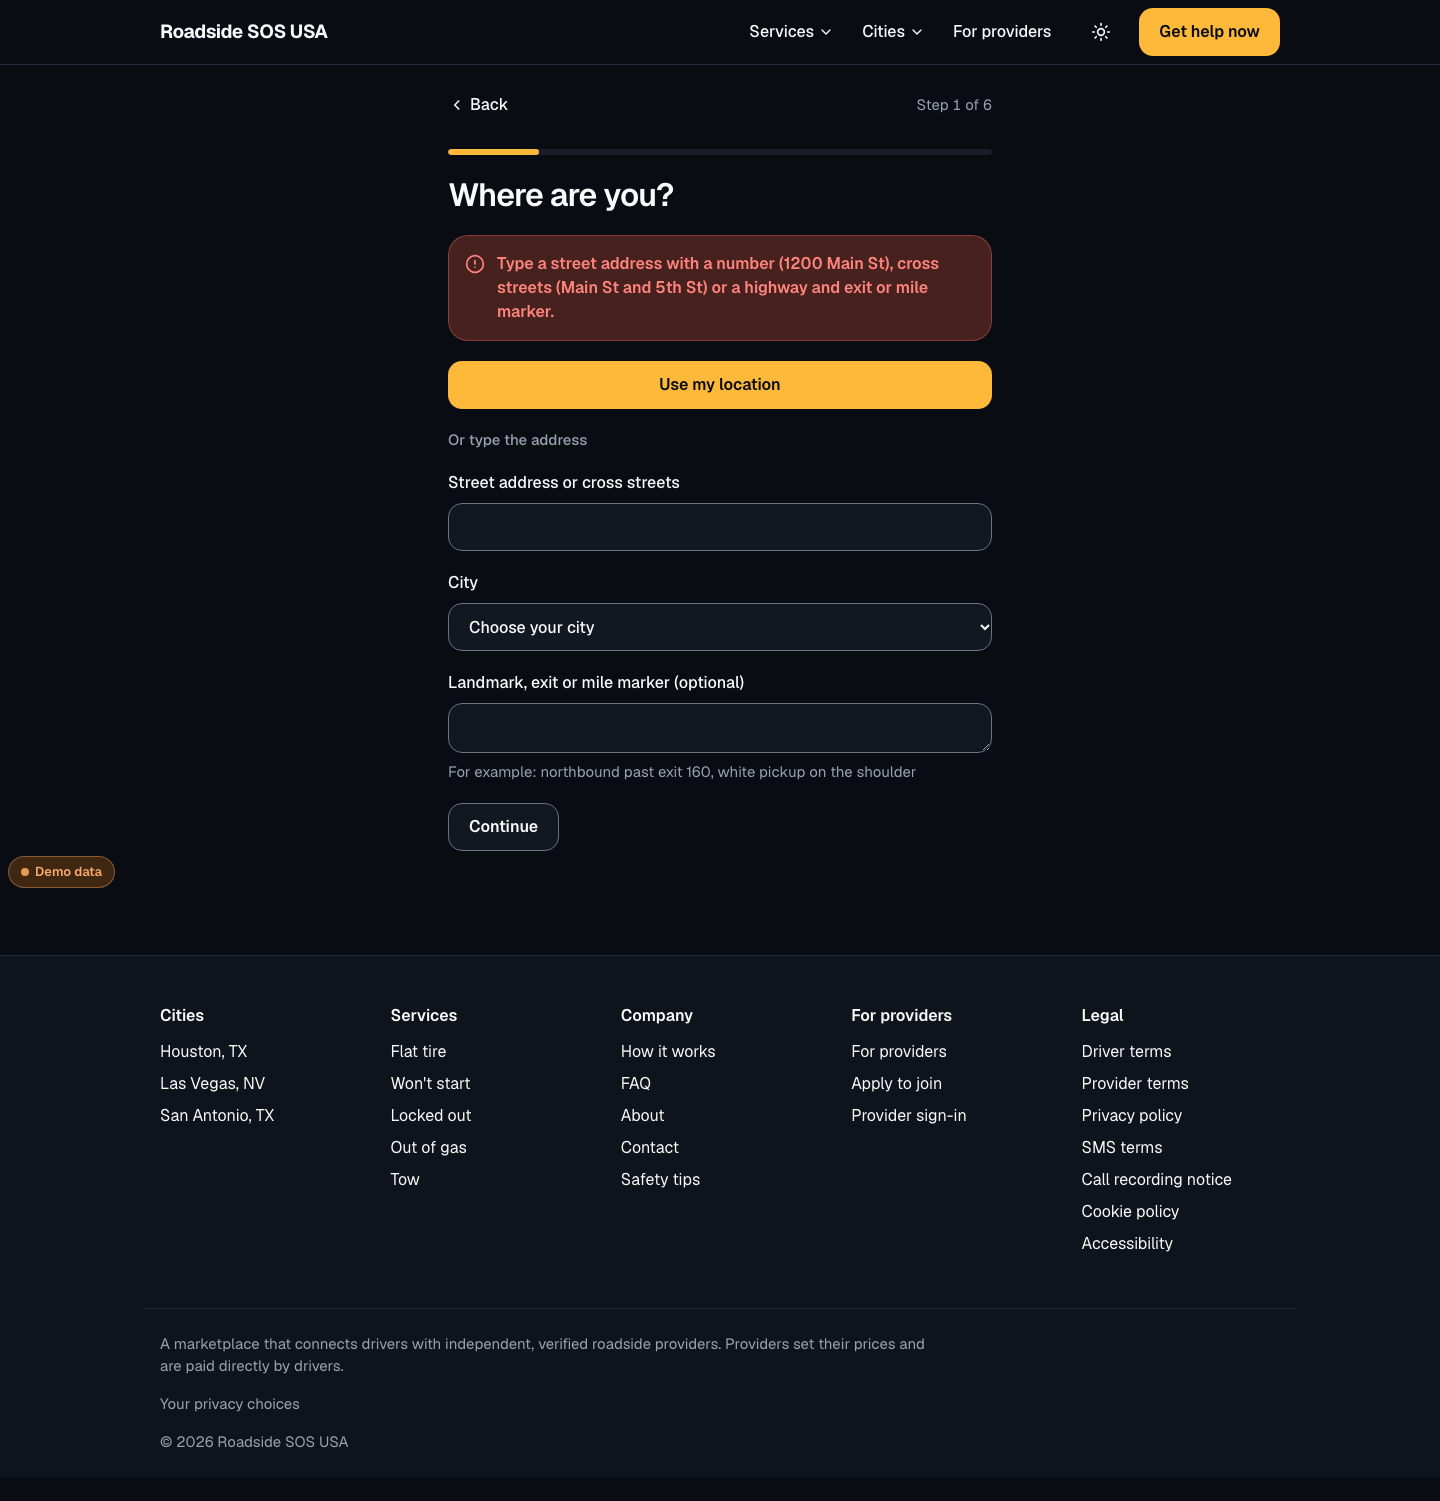 Roadside SOS USA
Services
Cities
For providers
Get help now
Back
Step 1 of 6
Where are you?
Type a street address with a number (1200 Main St), cross
streets (Main St and 5th St) or a highway and exit or mile
marker.
Use my location
Or type the address
Street address or cross streets
City
Choose your city
Landmark, exit or mile marker (optional)
For example: northbound past exit 160, white pickup on the shoulder
Continue
Demo data
Cities
Houston, TX
Las Vegas, NV
San Antonio, TX
Services
Flat tire
Won't start
Locked out
Out of gas
Tow
Company
How it works
FAQ
About
Contact
Safety tips
For providers
For providers
Apply to join
Provider sign-in
Legal
Driver terms
Provider terms
Privacy policy
SMS terms
Call recording notice
Cookie policy
Accessibility
A marketplace that connects drivers with independent, verified roadside providers. Providers set their prices and
are paid directly by drivers.
Your privacy choices
© 2026 Roadside SOS USA